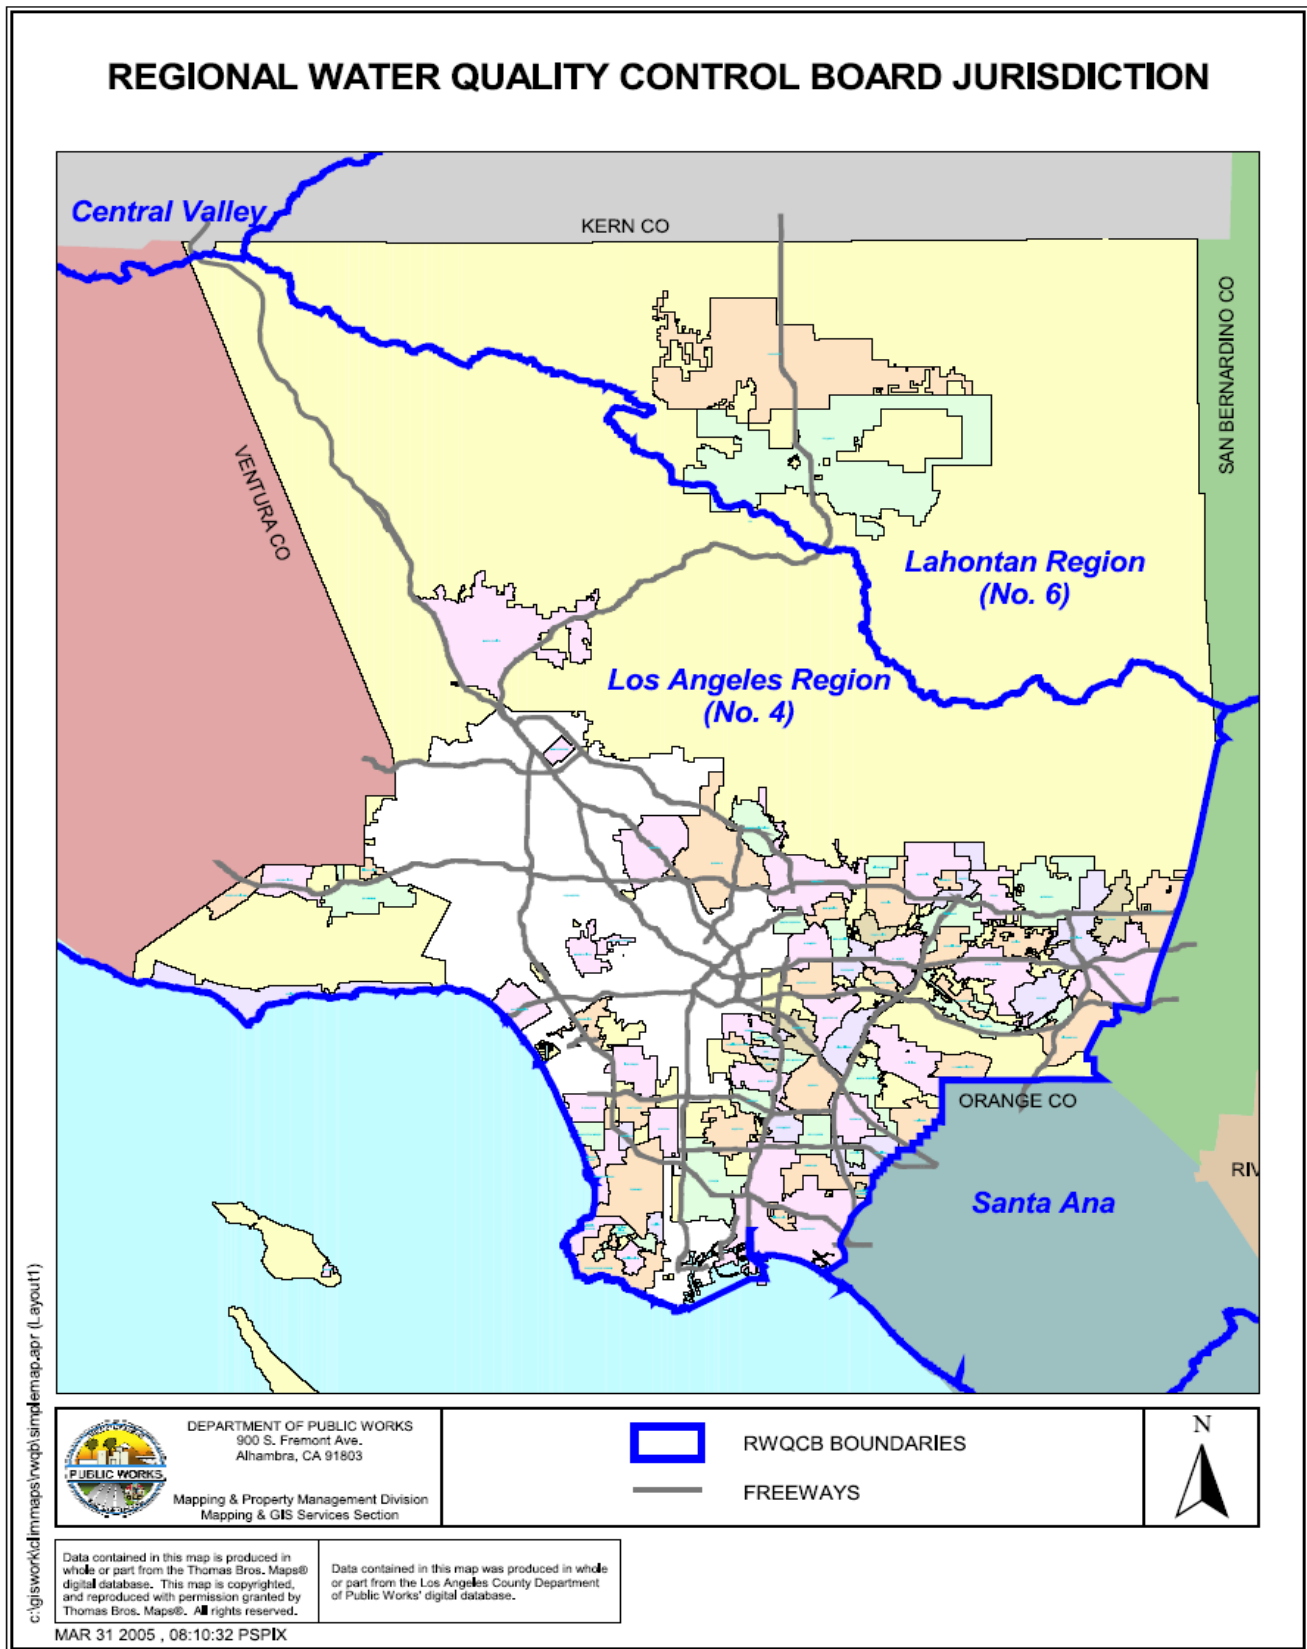 REGIONAL WATER QUALITY CONTROL BOARD JURISDICTION
Central Valley
KERN CO
SAN BERNARDINO CO
VENTURA CO
Lahontan Region
(No. 6)
Los Angeles Region
(No. 4)
ORANGE CO
RIV
Santa Ana
c:\giswork\climmaps\rwqb\simplemap.apr (Layout1)
PUBLIC WORKS
DEPARTMENT OF PUBLIC WORKS
900 S. Fremont Ave.
Alhambra, CA 91803
Mapping & Property Management Division
Mapping & GIS Services Section
RWQCB BOUNDARIES
FREEWAYS
N
Data contained in this map is produced in
whole or part from the Thomas Bros. Maps®
digital database. This map is copyrighted,
and reproduced with permission granted by
Thomas Bros. Maps®. All rights reserved.
Data contained in this map was produced in whole
or part from the Los Angeles County Department
of Public Works' digital database.
MAR 31 2005 , 08:10:32 PSPIX